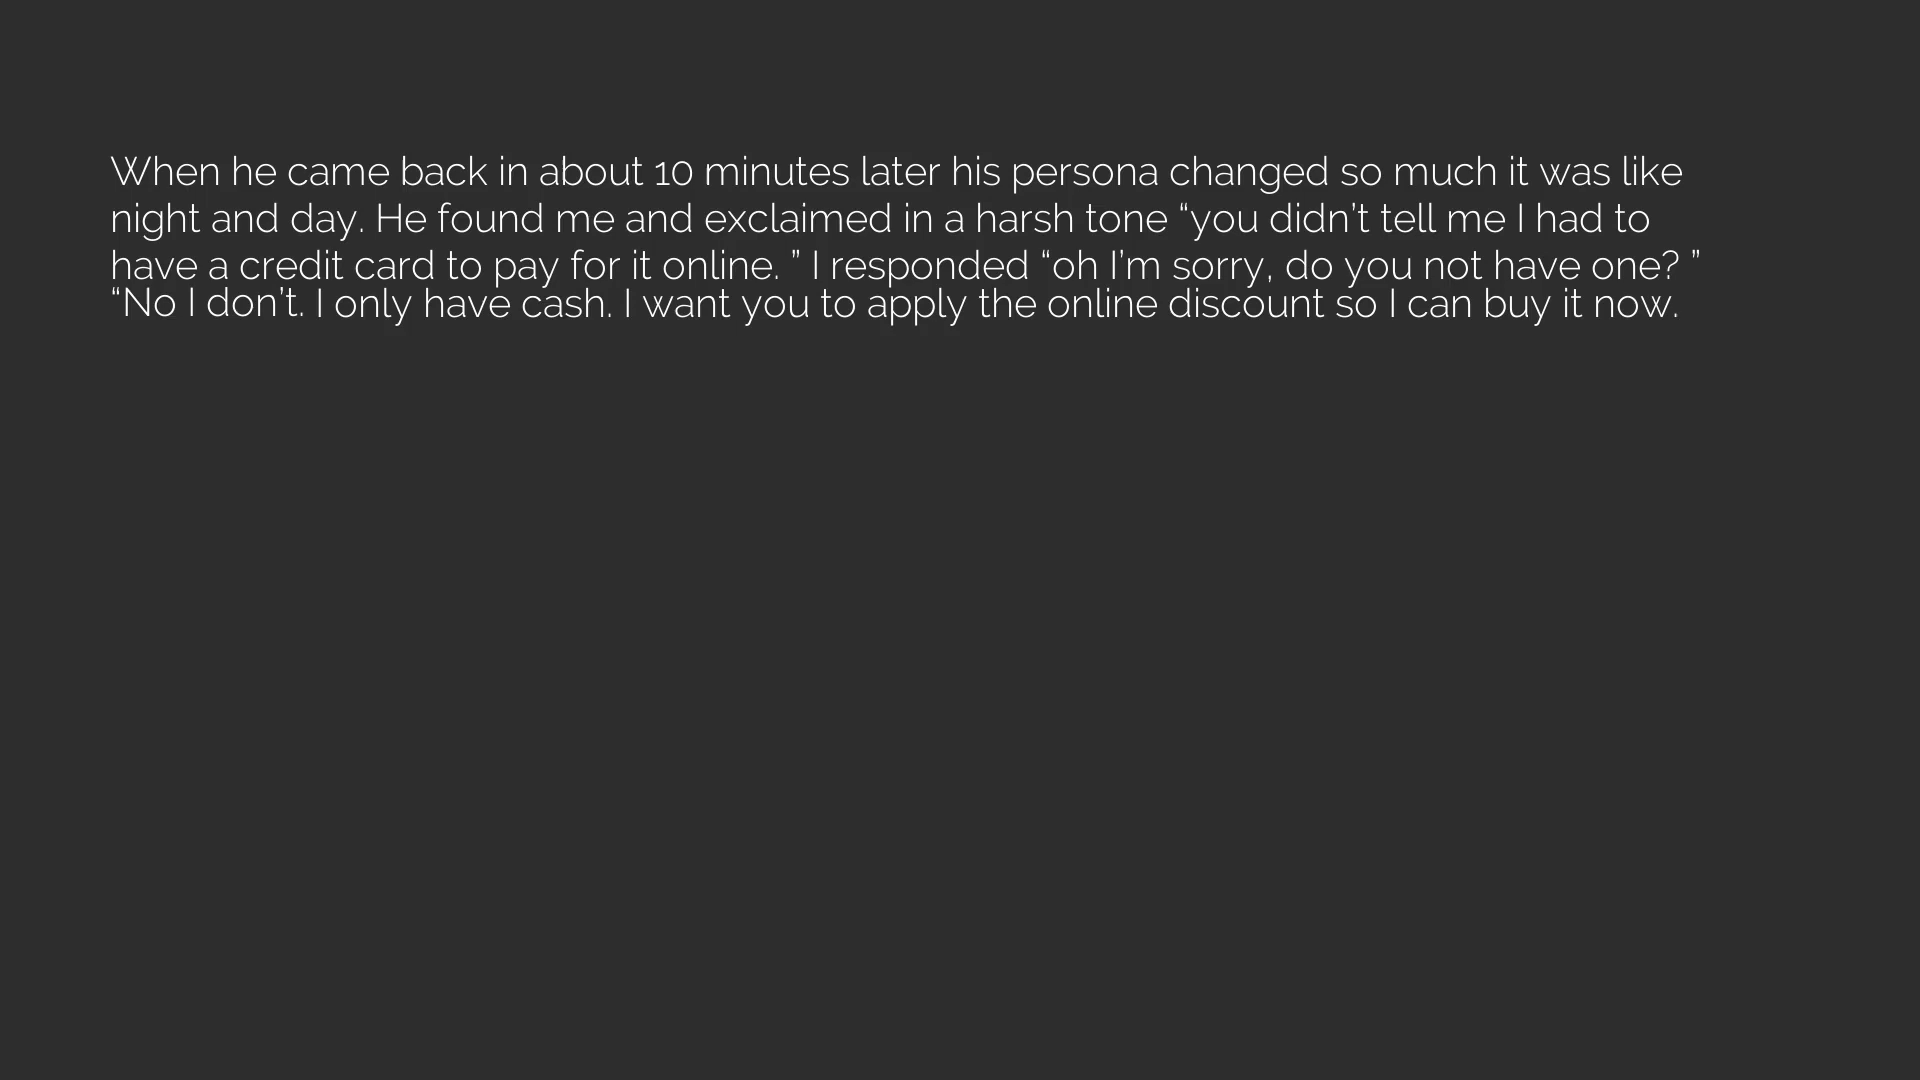 When he came back in about 10 minutes later his persona changed so much it was like
night and day. He found me and exclaimed in a harsh tone “you didn’t tell me I had to
have a credit card to pay for it online. ” I responded “oh I’m sorry, do you not have one? ”
“No I don’t. I only have cash. I want you to apply the online discount so I can buy it now.